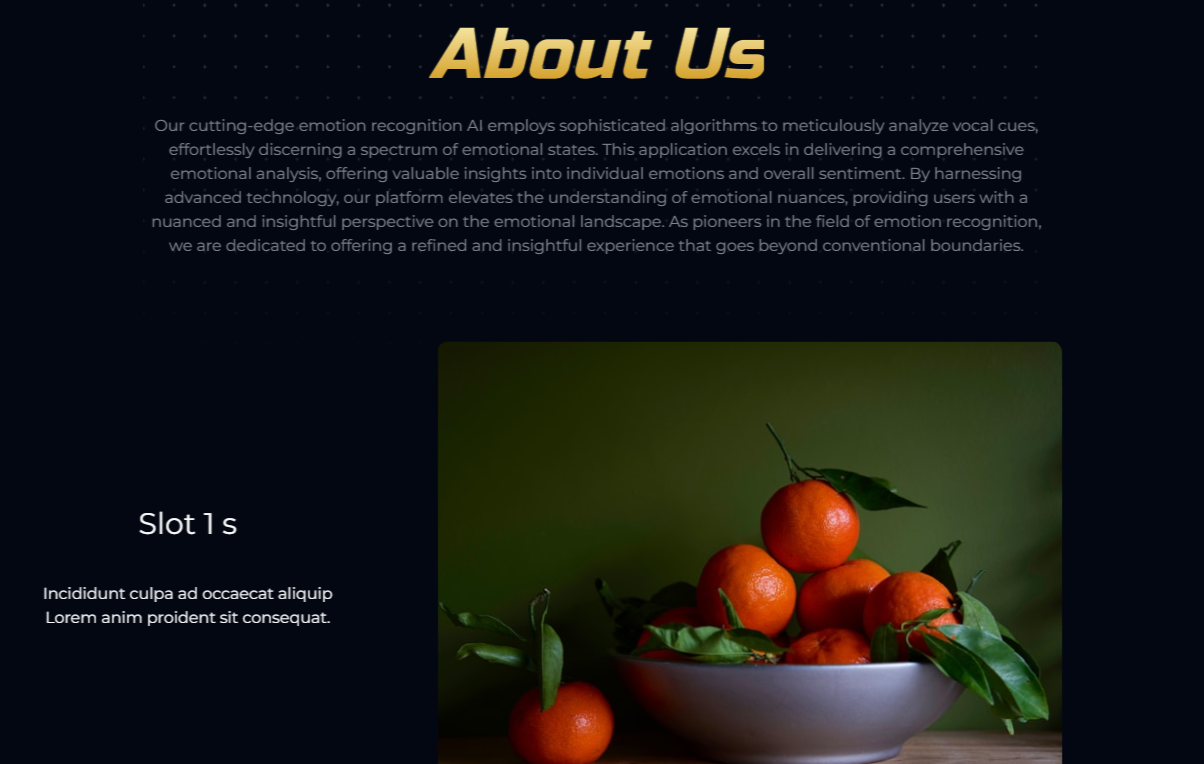 About Us
Our cutting-edge emotion recognition AI employs sophisticated algorithms to meticulously analyze vocal cues,
effortlessly discerning a spectrum of emotional states. This application excels in delivering a comprehensive
emotional analysis, offering valuable insights into individual emotions and overall sentiment. By harnessing
advanced technology, our platform elevates the understanding of emotional nuances, providing users with a
nuanced and insightful perspective on the emotional landscape. As pioneers in the field of emotion recognition,
we are dedicated to offering a refined and insightful experience that goes beyond conventional boundaries.
Slot 1 s
Incididunt culpa ad occaecat aliquip
Lorem anim proident sit consequat.